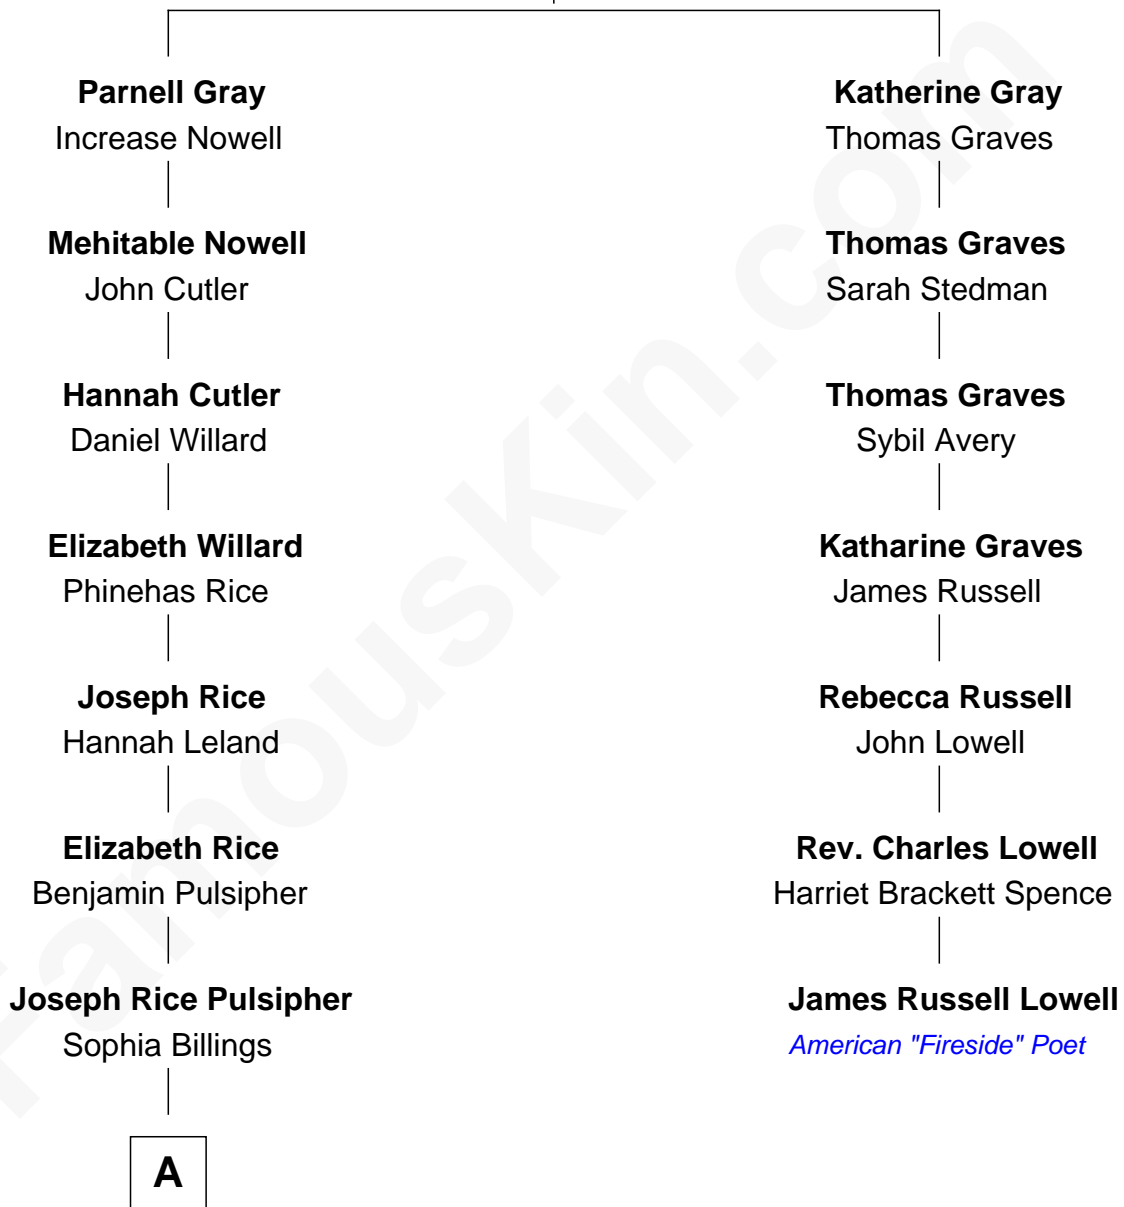 Parnell Gray
Increase Nowell
Mehitable Nowell
John Cutler
Hannah Cutler
Daniel Willard
Elizabeth Willard
Phinehas Rice
Joseph Rice
Hannah Leland
Elizabeth Rice
Benjamin Pulsipher
Joseph Rice Pulsipher
Sophia Billings
A
Katherine Gray
Thomas Graves
Thomas Graves
Sarah Stedman
Thomas Graves
Sybil Avery
Katharine Graves
James Russell
Rebecca Russell
John Lowell
Rev. Charles Lowell
Harriet Brackett Spence
James Russell Lowell
American "Fireside" Poet
FamousKin.com